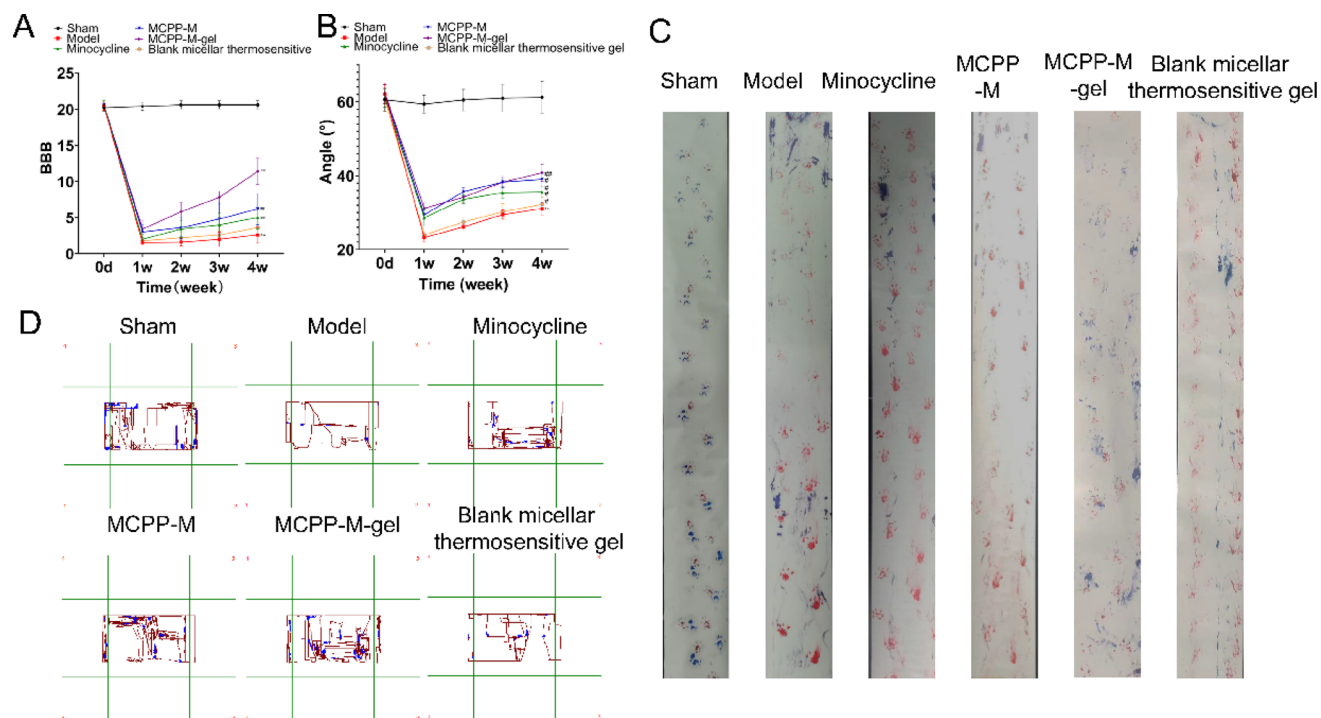 A
Sham
Model
Minocycline
MCPP-M
MCPP-M-gel
Blank micellar thermosensitive
BBB
25
20
15
10
5
0
0d 1w 2w 3w 4w
Time (week)
B
Sham
Model
Minocycline
MCPP-M
MCPP-M-gel
Blank micellar thermosensitive gel
Angle (°)
60
40
20
0d 1w 2w 3w 4w
Time (week)
C
Sham
Model
Minocycline
MCPP
-M
MCPP-M
-gel
Blank micellar
thermosensitive gel
D
Sham
Model
Minocycline
MCPP-M
MCPP-M-gel
Blank micellar
thermosensitive gel